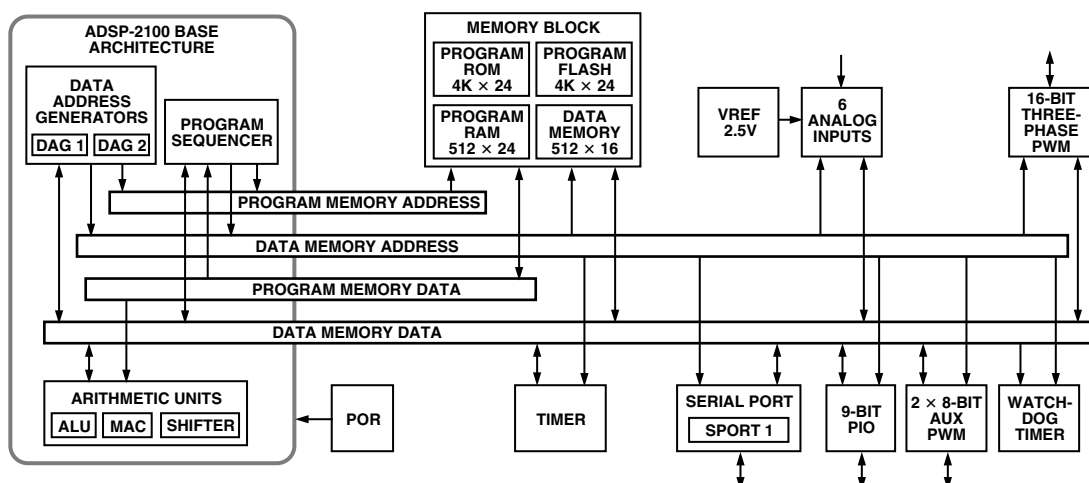 ADSP-2100 BASE
ARCHITECTURE
DATA
ADDRESS
GENERATORS
DAG 1
DAG 2
PROGRAM
SEQUENCER
MEMORY BLOCK
PROGRAM
ROM
4K × 24
PROGRAM
FLASH
4K × 24
PROGRAM
RAM
512 × 24
DATA
MEMORY
512 × 16
VREF
2.5V
6
ANALOG
INPUTS
16-BIT
THREE-
PHASE
PWM
PROGRAM MEMORY ADDRESS
DATA MEMORY ADDRESS
PROGRAM MEMORY DATA
DATA MEMORY DATA
ARITHMETIC UNITS
ALU
MAC
SHIFTER
POR
TIMER
SERIAL PORT
SPORT 1
9-BIT
PIO
2 × 8-BIT
AUX
PWM
WATCH-
DOG
TIMER